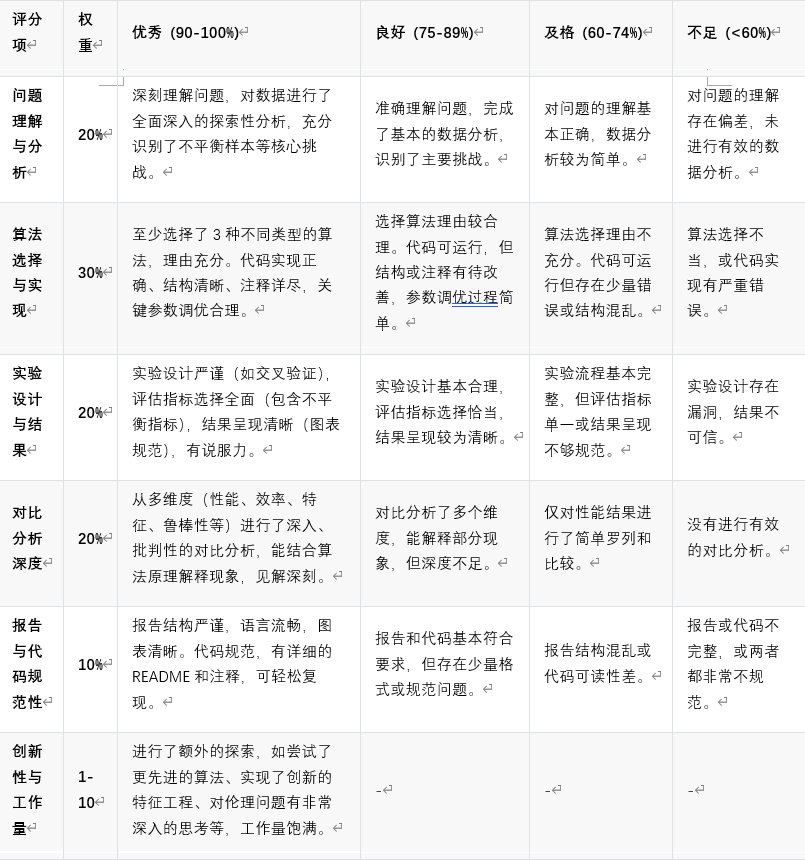 评分
项
权
重
优秀 (90-100%)
良好 (75-89%)
及格 (60-74%)
不足 (<60%)
问题
理解
与分
析
20%
深刻理解问题，对数据进行了
全面深入的探索性分析，充分
识别了不平衡样本等核心挑
战。
准确理解问题，完成
了基本的数据分析，
识别了主要挑战。
对问题的理解基
本正确，数据分
析较为简单。
对问题的理解
存在偏差，未
进行有效的数
据分析。
算法
选择
与实
现
30%
至少选择了 3 种不同类型的算
法，理由充分。代码实现正
确、结构清晰、注释详尽，关
键参数调优合理。
选择算法理由较合
理。代码可运行，但
结构或注释有待改
善，参数调优过程简
单。
算法选择理由不
充分。代码可运
行但存在少量错
误或结构混乱。
算法选择不
当，或代码实
现有严重错
误。
实验
设计
与结
果
20%
实验设计严谨（如交叉验证），
评估指标选择全面（包含不平
衡指标），结果呈现清晰（图表
规范），有说服力。
实验设计基本合理，
评估指标选择恰当，
结果呈现较为清晰。
实验流程基本完
整，但评估指标
单一或结果呈现
不够规范。
实验设计存在
漏洞，结果不
可信。
对比
分析
深度
20%
从多维度（性能、效率、特
征、鲁棒性等）进行了深入、
批判性的对比分析，能结合算
法原理解释现象，见解深刻。
对比分析了多个维
度，能解释部分现
象，但深度不足。
仅对性能结果进
行了简单罗列和
比较。
没有进行有效
的对比分析。
报告
与代
码规
范性
10%
报告结构严谨，语言流畅，图
表清晰。代码规范，有详细的
README 和注释，可轻松复
现。
报告和代码基本符合
要求，但存在少量格
式或规范问题。
报告结构混乱或
代码可读性差。
报告或代码不
完整，或两者
都非常不规
范。
创新
性与
工作
量
1-
10
进行了额外的探索，如尝试了
更先进的算法、实现了创新的
特征工程、对伦理问题有非常
深入的思考等，工作量饱满。
-
-
-